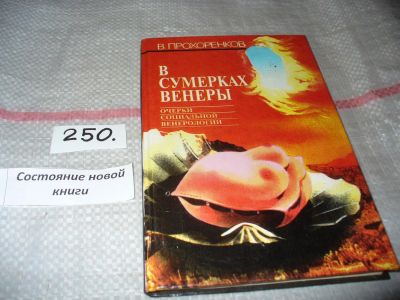 В. ПРОХОРЕНКОВ
В
СУМЕРКАХ
ВЕНЕРЫ
ОЧЕРКИ
СОЦИАЛЬНОЙ
ВЕНЕРОЛОГИИ
250.
Состояние новой
книги